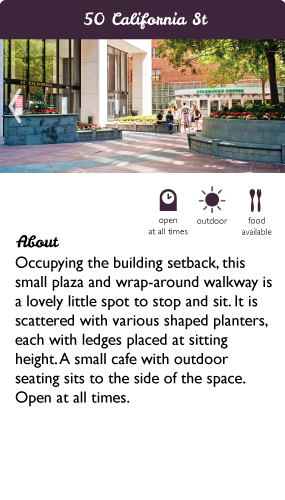 50 California St
STARBUCKS COFFEE
open
at all times
outdoor
food
available
About
Occupying the building setback, this
small plaza and wrap-around walkway is
a lovely little spot to stop and sit. It is
scattered with various shaped planters,
each with ledges placed at sitting
height. A small cafe with outdoor
seating sits to the side of the space.
Open at all times.